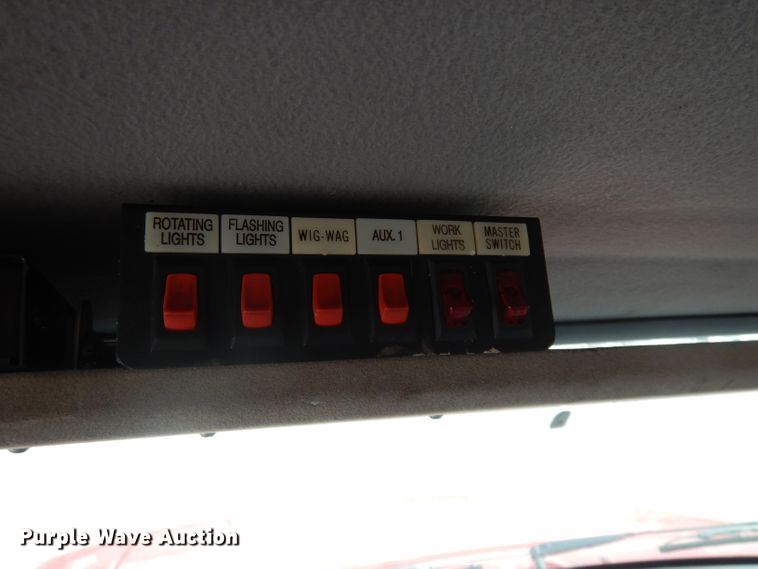 ROTATING
LIGHTS
FLASHING
LIGHTS
WIG-WAG
AUX. 1
WORK
LIGHTS
MASTER
SWITCH
Purple Wave Auction